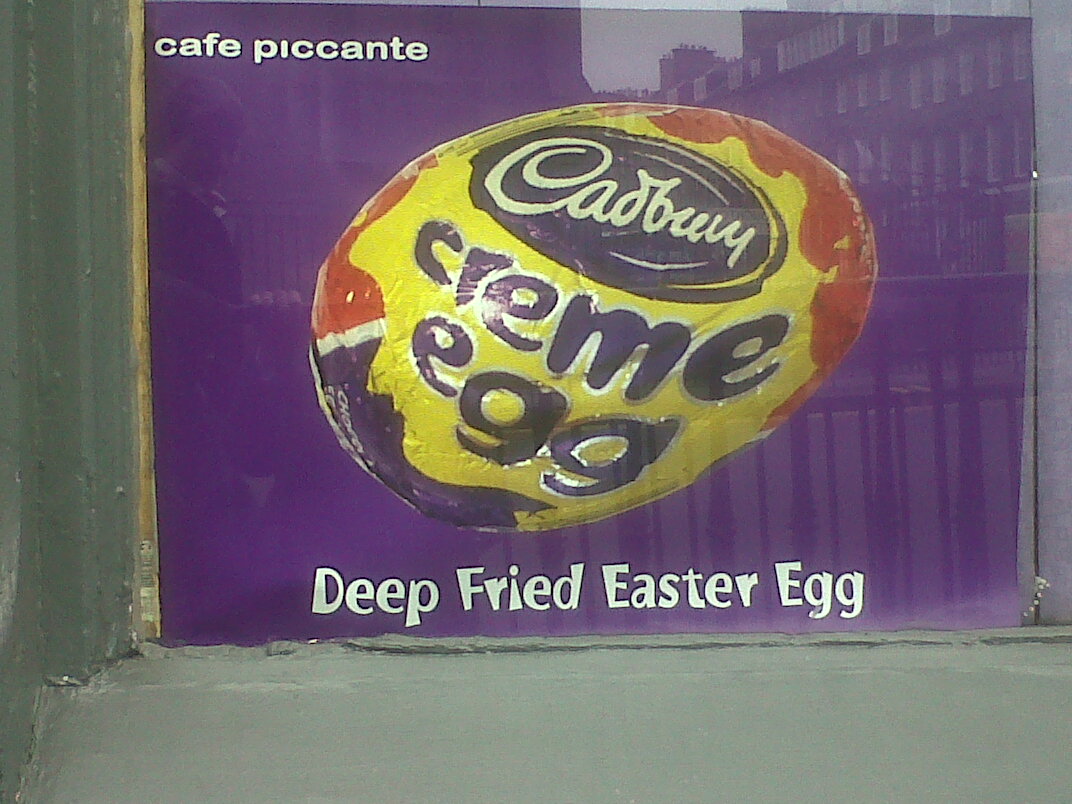 cafe piccante
Cadbury
creme
egg
Deep Fried Easter Egg